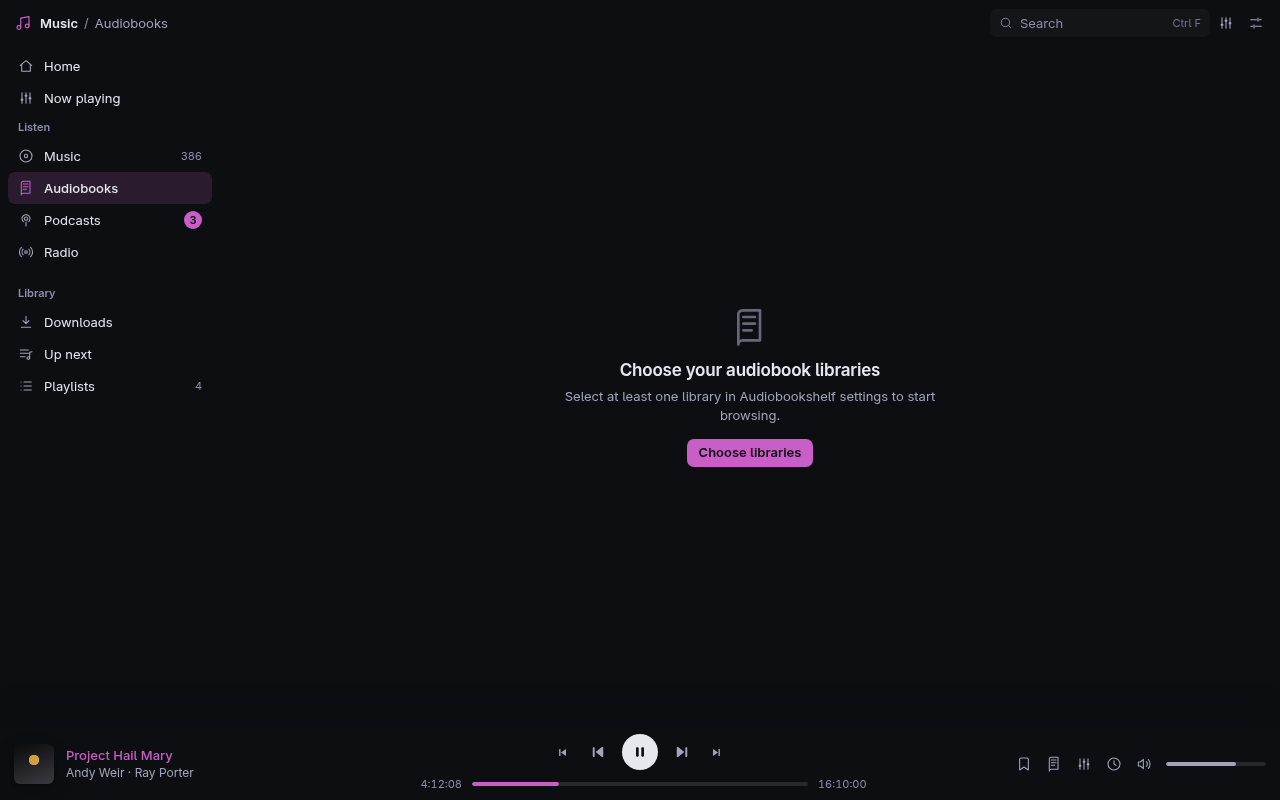 Music / Audiobooks
Search Ctrl F
Home
Now playing
Listen
Music 386
Audiobooks
Podcasts 3
Radio
Library
Downloads
Up next
Playlists 4
Choose your audiobook libraries
Select at least one library in Audiobookshelf settings to start
browsing.
Choose libraries
Project Hail Mary
Andy Weir · Ray Porter
4:12:08 16:10:00